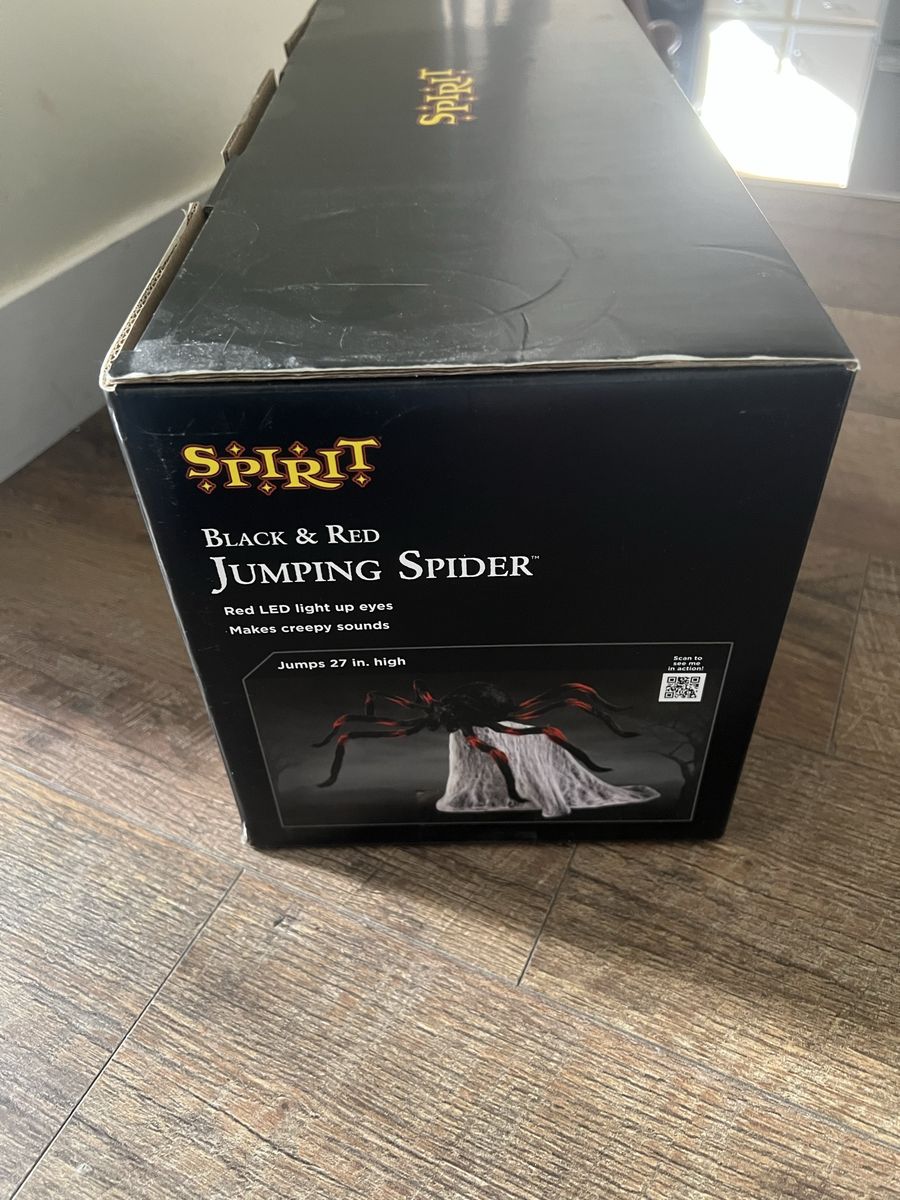 SPIRIT
SPIRIT
BLACK & RED
JUMPING SPIDER™
Red LED light up eyes
Makes creepy sounds
Jumps 27 in. high
Scan to
see me
in action!